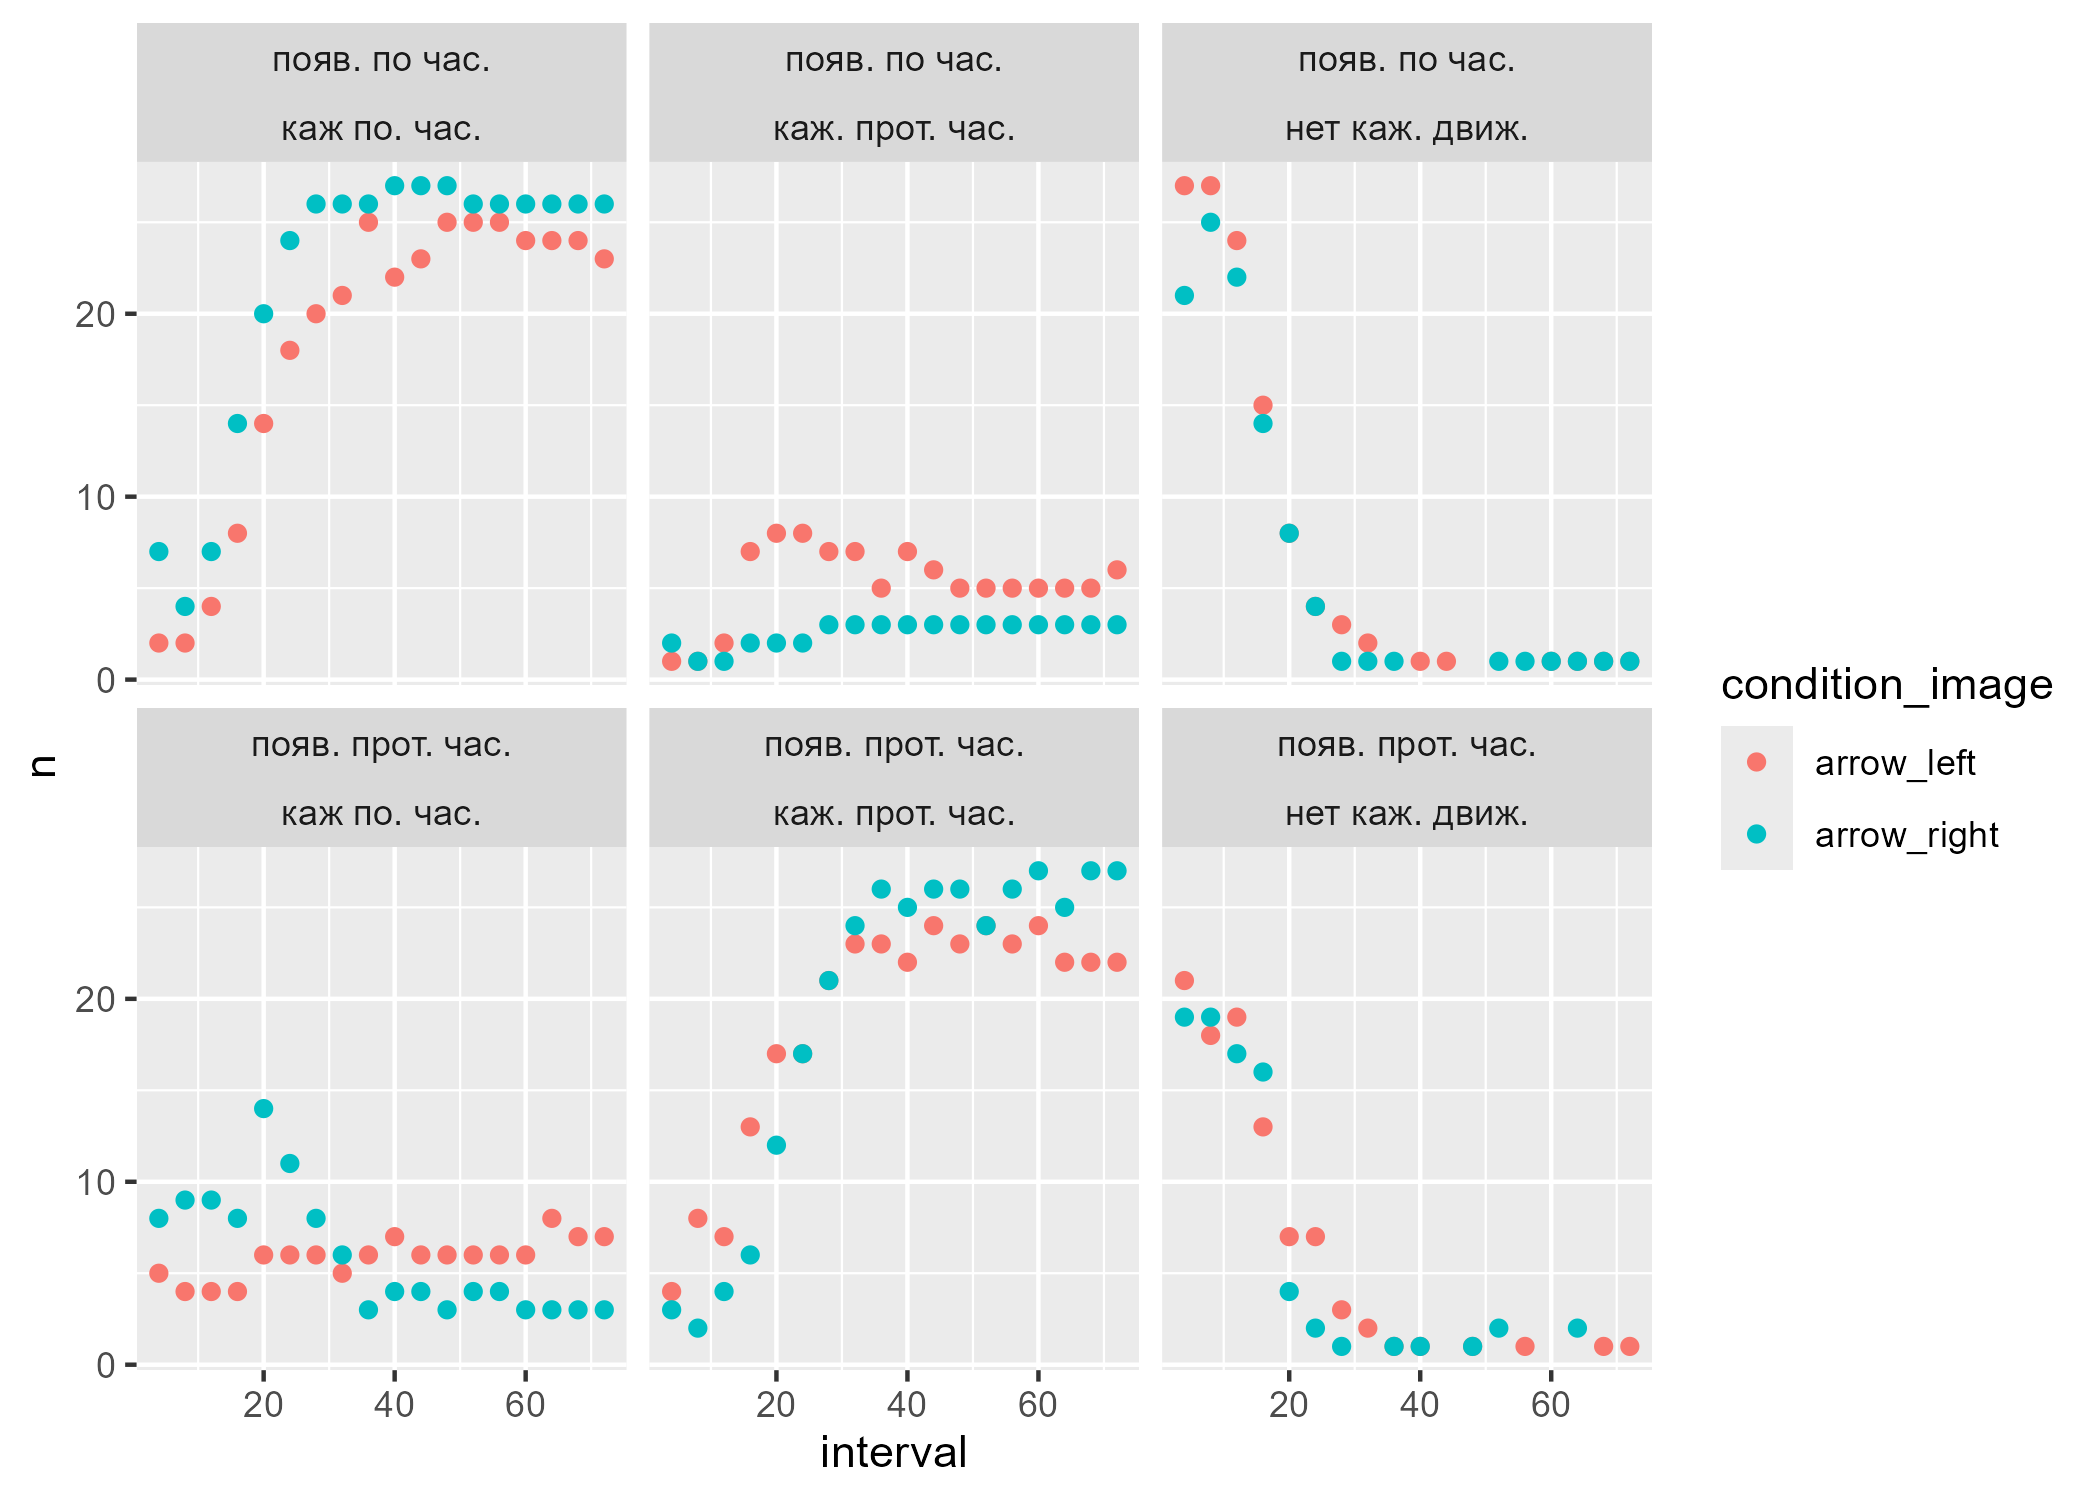 появ. по час.
каж по. час.
появ. по час.
каж. прот. час.
появ. по час.
нет каж. движ.
20
10
0
появ. прот. час.
каж по. час.
появ. прот. час.
каж. прот. час.
появ. прот. час.
нет каж. движ.
20
10
0
20 40 60
20 40 60
20 40 60
interval
n
condition_image
arrow_left
arrow_right